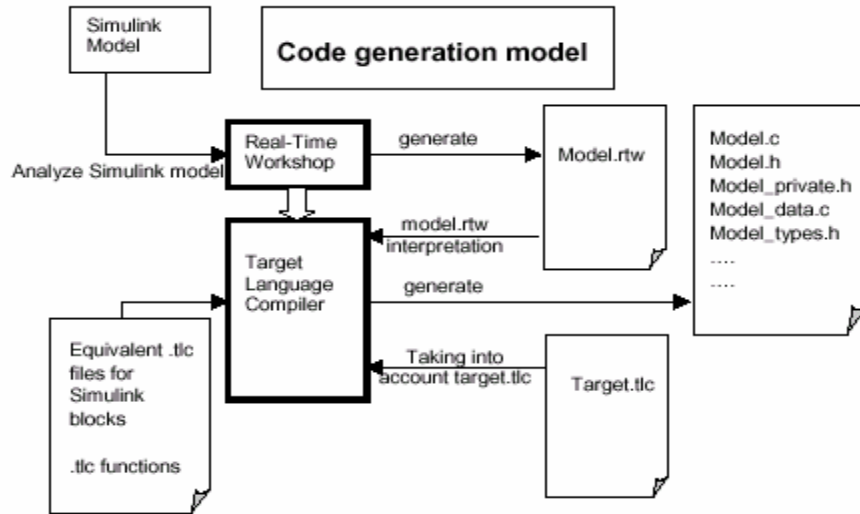 Simulink
Model
Code generation model
Real-Time
Workshop
generate
Analyze Simulink model
Model.rtw
Model.c
Model.h
Model_private.h
Model_data.c
Model_types.h
....
....
model.rtw
interpretation
Target
Language
Compiler
generate
Equivalent .tlc
files for
Simulink
blocks
.tlc functions
Taking into
account target.tlc
Target.tlc